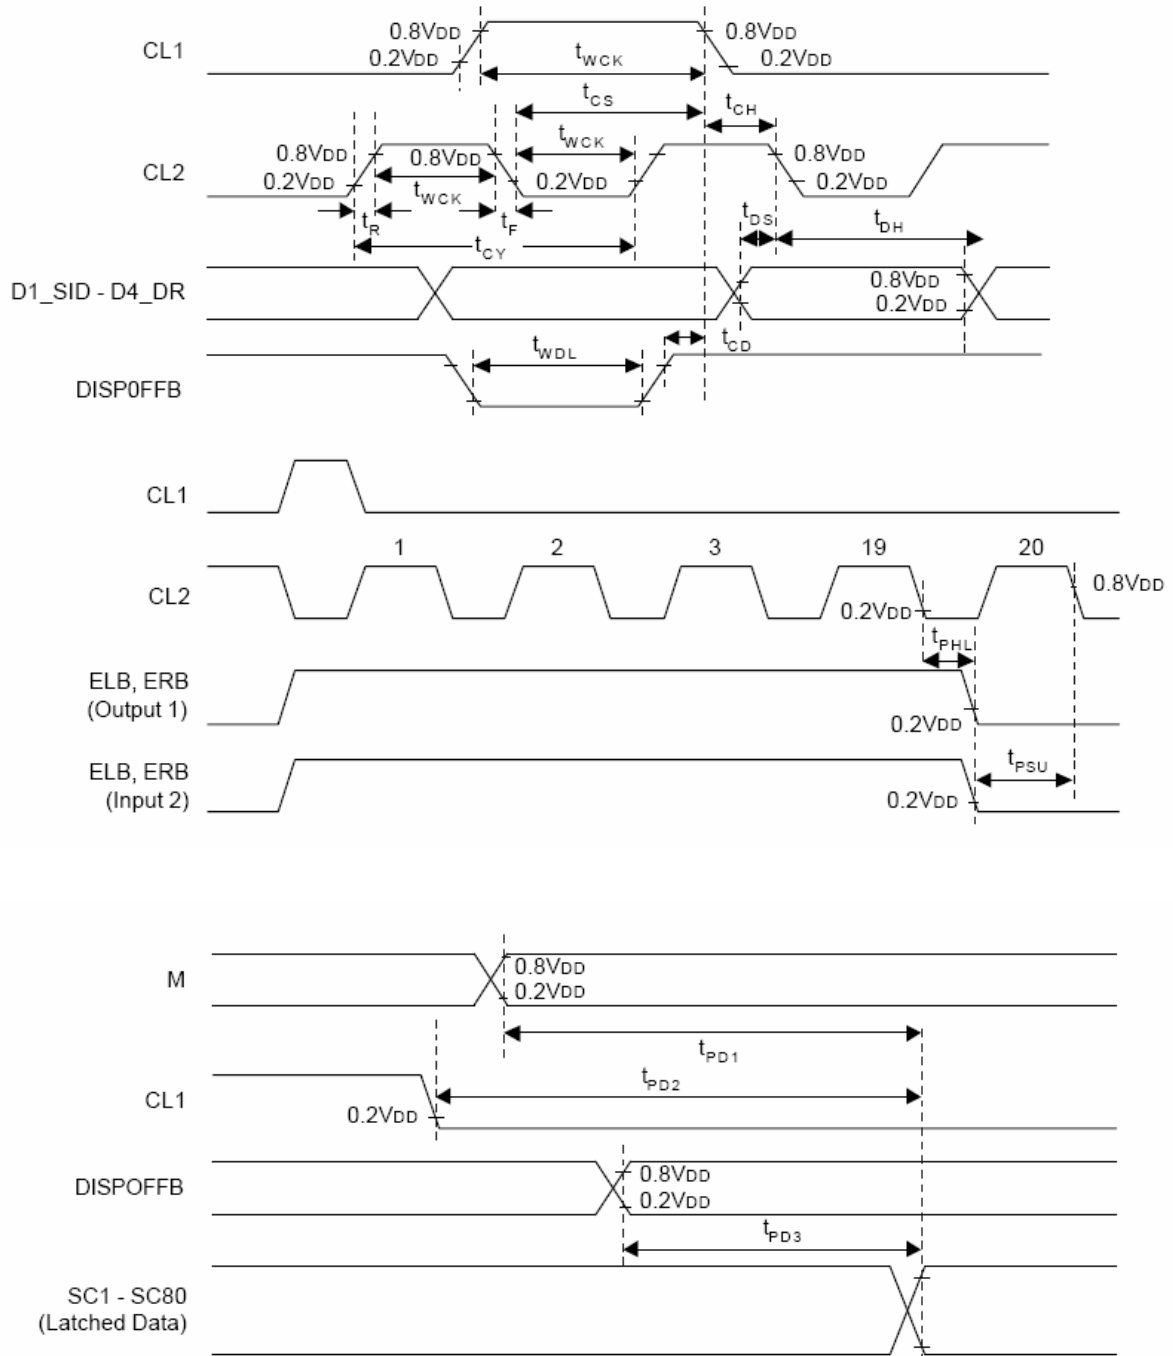 CL1
0.8VDD
0.2VDD
tWCK
0.8VDD
0.2VDD
tCS
tCH
CL2
0.8VDD
0.2VDD
0.8VDD
tWCK
tWCK
0.2VDD
0.8VDD
0.2VDD
tR
tF
tCY
tDS
tDH
D1_SID - D4_DR
0.8VDD
0.2VDD
DISP0FFB
tWDL
tCD
CL1
CL2
1
2
3
19
20
0.2VDD
0.8VDD
tPHL
ELB, ERB
(Output 1)
0.2VDD
ELB, ERB
(Input 2)
0.2VDD
tPSU
M
0.8VDD
0.2VDD
tPD1
CL1
0.2VDD
tPD2
DISPOFFB
0.8VDD
0.2VDD
tPD3
SC1 - SC80
(Latched Data)